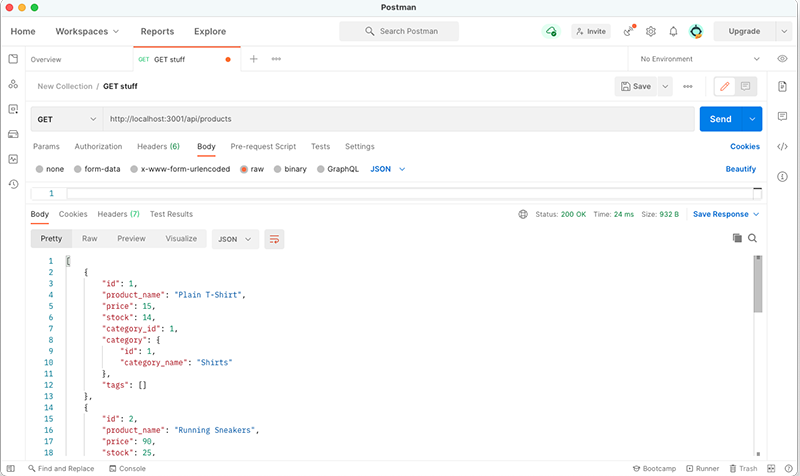 Postman
Home Workspaces Reports Explore Search Postman Invite Upgrade
Overview GET GET stuff No Environment
New Collection / GET stuff Save
GET http://localhost:3001/api/products Send
Params Authorization Headers (6) Body Pre-request Script Tests Settings Cookies
none form-data x-www-form-urlencoded raw binary GraphQL JSON Beautify
1
Body Cookies Headers (7) Test Results Status: 200 OK Time: 24 ms Size: 932 B Save Response
Pretty Raw Preview Visualize JSON
1 [
2 {
3 "id": 1,
4 "product_name": "Plain T-Shirt",
5 "price": 15,
6 "stock": 14,
7 "category_id": 1,
8 "category": {
9 "id": 1,
10 "category_name": "Shirts"
11 },
12 "tags": []
13 },
14 {
15 "id": 2,
16 "product_name": "Running Sneakers",
17 "price": 90,
18 "stock": 25,
Find and Replace Console Bootcamp Runner Trash